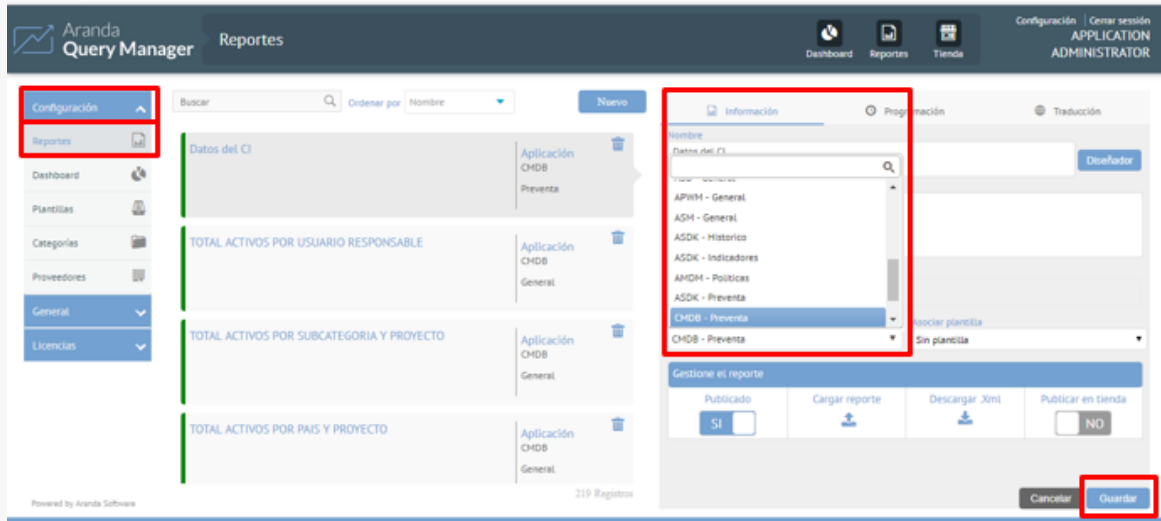 Aranda
Query Manager
Reportes
Dashboard
Reportes
Tienda
Configuración | Cerrar sesión
APPLICATION
ADMINISTRATOR
Configuración
Reportes
Dashboard
Plantillas
Categorías
Proveedores
General
Licencias
Powered by Aranda Software
Buscar
Ordenar por
Nombre
Nuevo
Datos del CI
Aplicación
CMDB
Preventa
TOTAL ACTIVOS POR USUARIO RESPONSABLE
Aplicación
CMDB
General
TOTAL ACTIVOS POR SUBCATEGORIA Y PROYECTO
Aplicación
CMDB
General
TOTAL ACTIVOS POR PAIS Y PROYECTO
Aplicación
CMDB
General
219 Registros
Información
Programación
Traducción
Nombre
Datos del CI
Diseñador
APWM - General
ASM - General
ASDK - Historico
ASDK - Indicadores
AMDM - Políticas
ASDK - Preventa
CMDB - Preventa
CMDB - Preventa
Asociar plantilla
Sin plantilla
Gestione el reporte
Publicado
Cargar reporte
Descargar .Xml
Publicar en tienda
SI
NO
Cancelar
Guardar